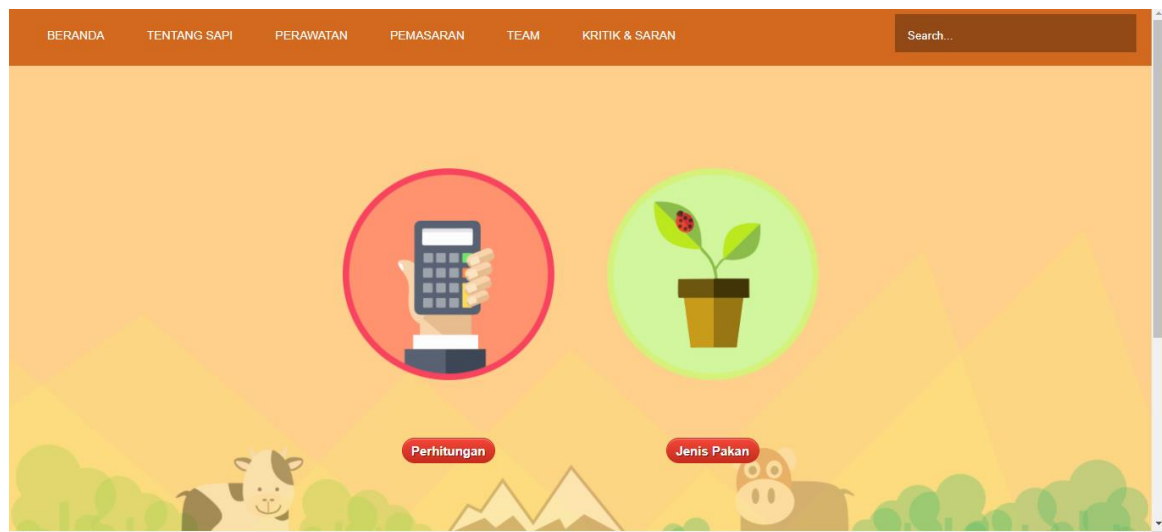 BERANDA TENTANG SAPI PERAWATAN PEMASARAN TEAM KRITIK & SARAN Search...
Perhitungan Jenis Pakan